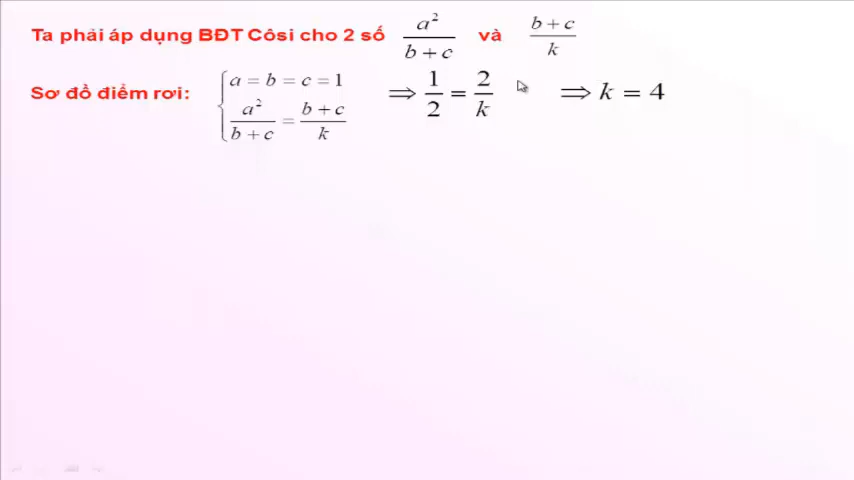 Ta phải áp dụng BĐT Côsi cho 2 số a²/(b + c) và (b + c)/k
Sơ đồ điểm rơi: { a = b = c = 1 ; a²/(b + c) = (b + c)/k ⟹ 1/2 = 2/k ⟹ k = 4